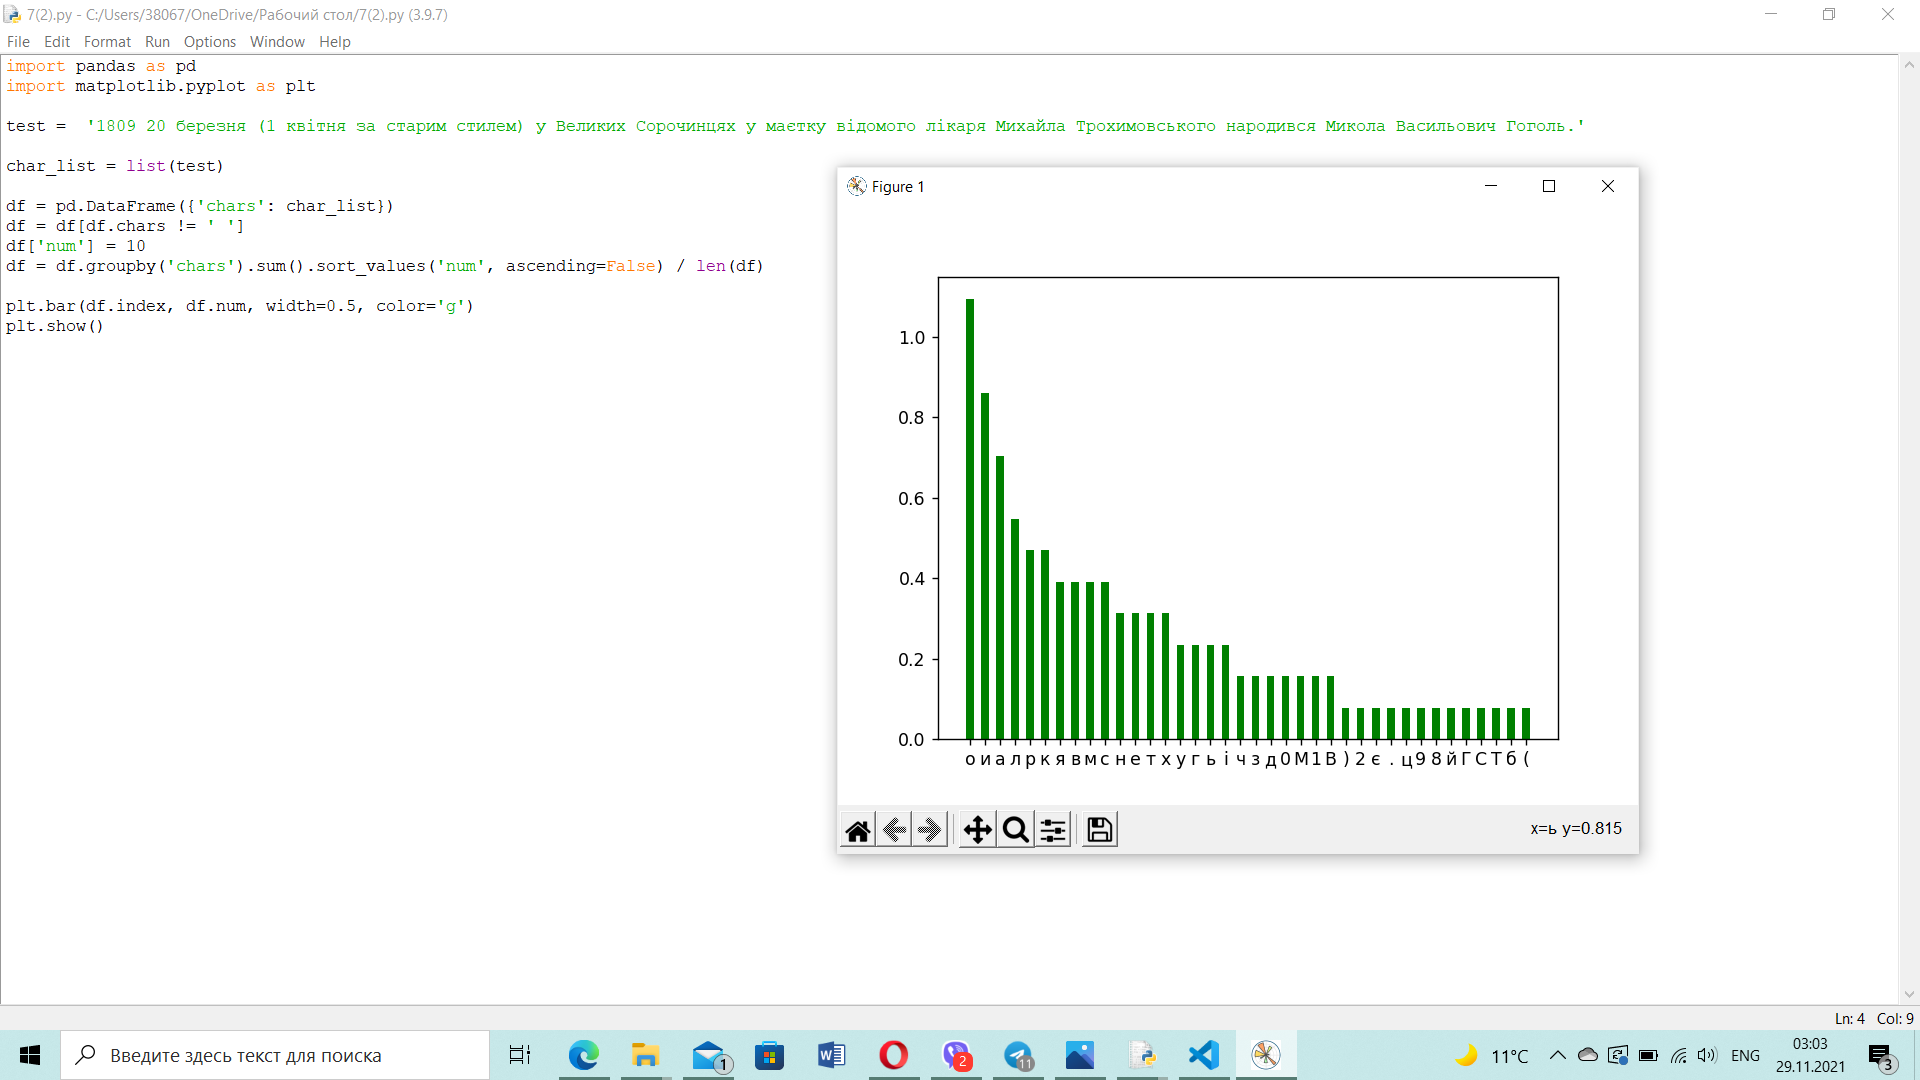 7(2).py - C:/Users/38067/OneDrive/Рабочий стол/7(2).py (3.9.7)
File Edit Format Run Options Window Help
import pandas as pd
import matplotlib.pyplot as plt
test =  '1809 20 березня (1 квітня за старим стилем) у Великих Сорочинцях у маєтку відомого лікаря Михайла Трохимовського народився Микола Васильович Гоголь.'
char_list = list(test)
df = pd.DataFrame({'chars': char_list})
df = df[df.chars != ' ']
df['num'] = 10
df = df.groupby('chars').sum().sort_values('num', ascending=False) / len(df)
plt.bar(df.index, df.num, width=0.5, color='g')
plt.show()
Figure 1
1.0
0.8
0.6
0.4
0.2
0.0
о и а л р к я в м с н е т х у г ь і ч з д 0 М 1 В ) 2 є . ц 9 8 й Г С Т б (
x=ь y=0.815
Ln: 4 Col: 9
Введите здесь текст для поиска
1
2
11
11°C
ENG
03:03
29.11.2021
3